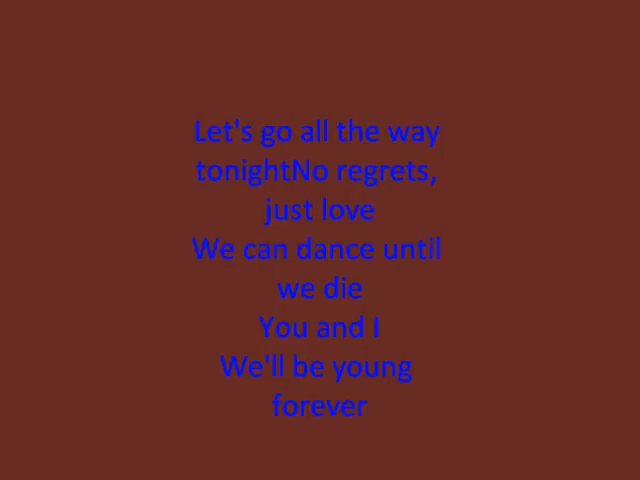 Let's go all the way
tonightNo regrets,
just love
We can dance until
we die
You and I
We'll be young
forever